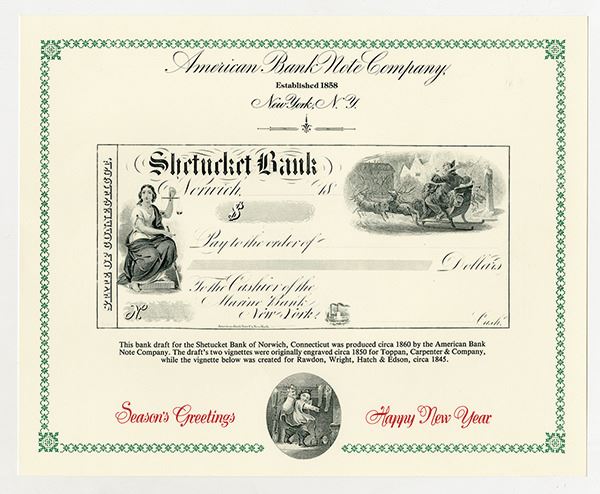 American Bank Note Company.
Established 1858
New York, N.Y.
STATE OF CONNECTICUT.
Shetucket Bank
Norwich, 18
$
Pay to the order of
Dollars
To the Cashier of the
Marine Bank
New-York
No
Cash.
This bank draft for the Shetucket Bank of Norwich, Connecticut was produced circa 1860 by the American Bank
Note Company. The draft's two vignettes were originally engraved circa 1850 for Toppan, Carpenter & Company,
while the vignette below was created for Rawdon, Wright, Hatch & Edson, circa 1845.
Season's Greetings
Happy New Year